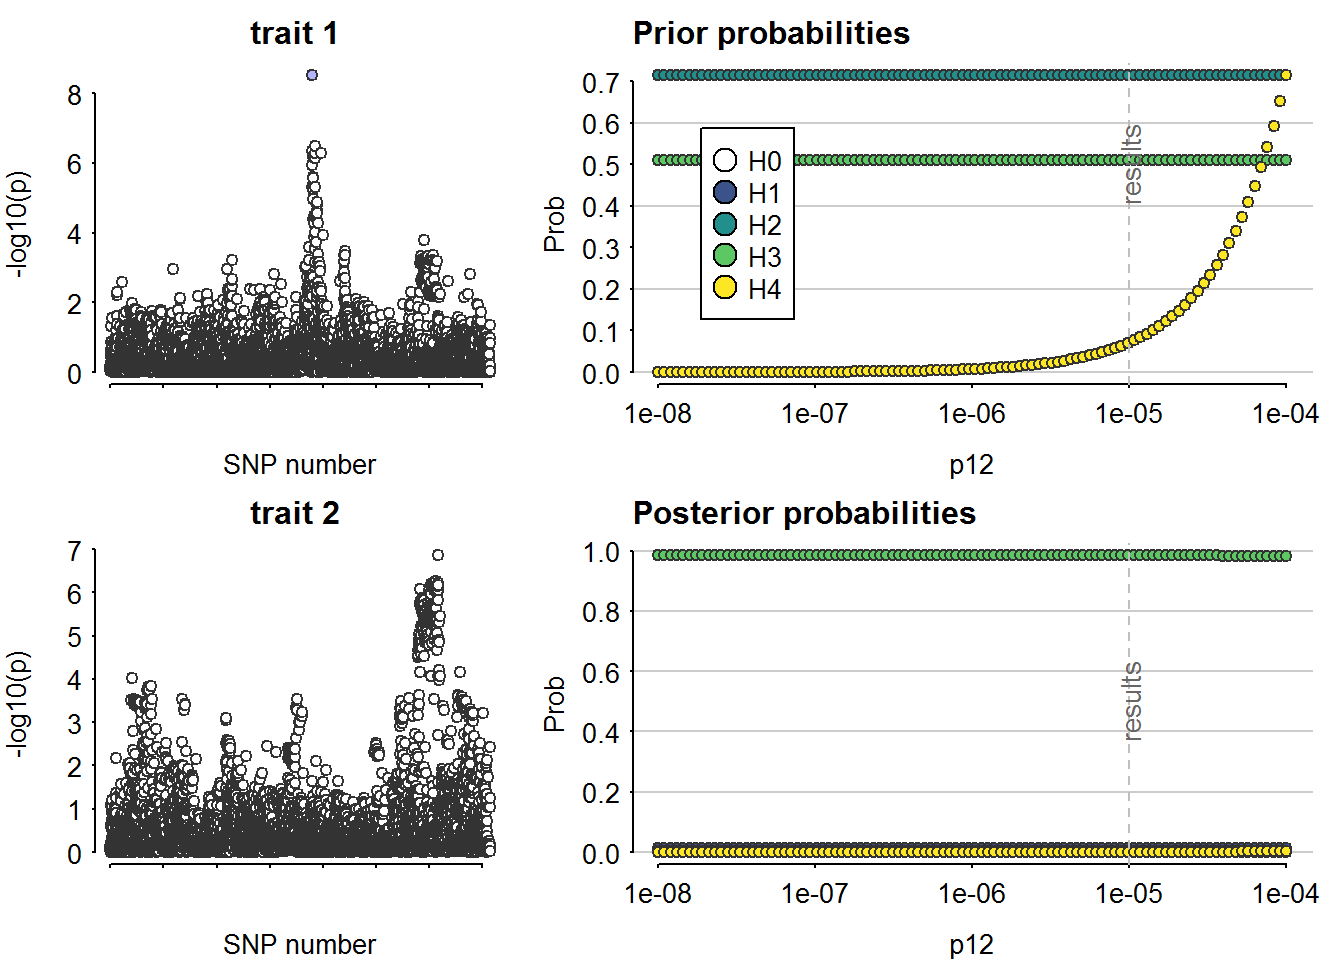 trait 1
-log10(p)
8
6
4
2
0
SNP number
Prior probabilities
Prob
0.7
0.6
0.5
0.4
0.3
0.2
0.1
0.0
H0
H1
H2
H3
H4
results
1e-08 1e-07 1e-06 1e-05 1e-04
p12
trait 2
-log10(p)
7
6
5
4
3
2
1
0
SNP number
Posterior probabilities
Prob
1.0
0.8
0.6
0.4
0.2
0.0
results
1e-08 1e-07 1e-06 1e-05 1e-04
p12